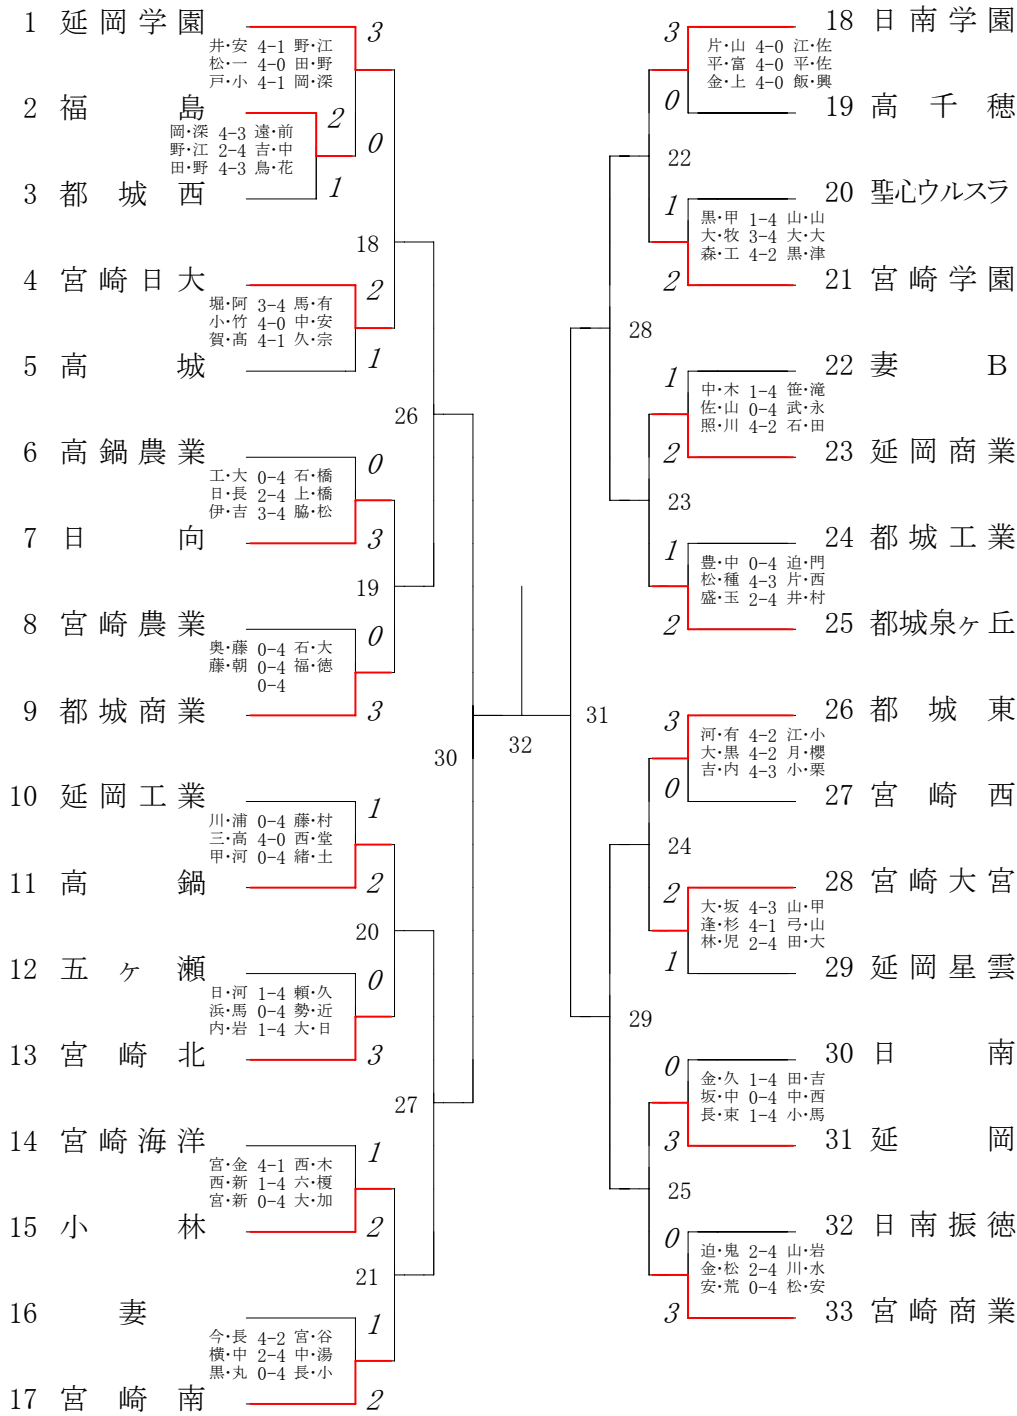 1 延岡学園
3
井・安 4-1 野・江
松・一 4-0 田・野
戸・小 4-1 岡・深
2 福島
2
0
岡・深 4-3 遠・前
野・江 2-4 吉・中
田・野 4-3 鳥・花
3 都城西
1
18
4 宮崎日大
2
堀・阿 3-4 馬・有
小・竹 4-0 中・安
賀・髙 4-1 久・宗
5 高城
1
26
6 高鍋農業
0
工・大 0-4 石・橋
日・長 2-4 上・橋
伊・吉 3-4 脇・松
7 日向
3
19
8 宮崎農業
0
奥・藤 0-4 石・大
藤・朝 0-4 福・徳
0-4
9 都城商業
3
30
32
10 延岡工業
1
川・浦 0-4 藤・村
三・高 4-0 西・堂
甲・河 0-4 緒・土
11 高鍋
2
20
12 五ヶ瀬
0
日・河 1-4 頼・久
浜・馬 0-4 勢・近
内・岩 1-4 大・日
13 宮崎北
3
27
14 宮崎海洋
1
宮・金 4-1 西・木
西・新 1-4 六・榎
宮・新 0-4 大・加
15 小林
2
21
16 妻
1
今・長 4-2 宮・谷
横・中 2-4 中・湯
黒・丸 0-4 長・小
17 宮崎南
2
3
18 日南学園
片・山 4-0 江・佐
平・富 4-0 平・佐
金・上 4-0 飯・興
0
19 高千穂
22
1
20 聖心ウルスラ
黒・甲 1-4 山・山
大・牧 3-4 大・大
森・工 4-2 黒・津
2
21 宮崎学園
28
1
22 妻B
中・木 1-4 笹・滝
佐・山 0-4 武・永
照・川 4-2 石・田
2
23 延岡商業
23
1
24 都城工業
豊・中 0-4 迫・門
松・種 4-3 片・西
盛・玉 2-4 井・村
2
25 都城泉ヶ丘
31
3
26 都城東
河・有 4-2 江・小
大・黒 4-2 月・櫻
吉・内 4-3 小・栗
0
27 宮崎西
24
2
28 宮崎大宮
大・坂 4-3 山・甲
逢・杉 4-1 弓・山
林・児 2-4 田・大
1
29 延岡星雲
29
0
30 日南
金・久 1-4 田・吉
坂・中 0-4 中・西
長・束 1-4 小・馬
3
31 延岡
25
0
32 日南振徳
迫・鬼 2-4 山・岩
金・松 2-4 川・水
安・荒 0-4 松・安
3
33 宮崎商業